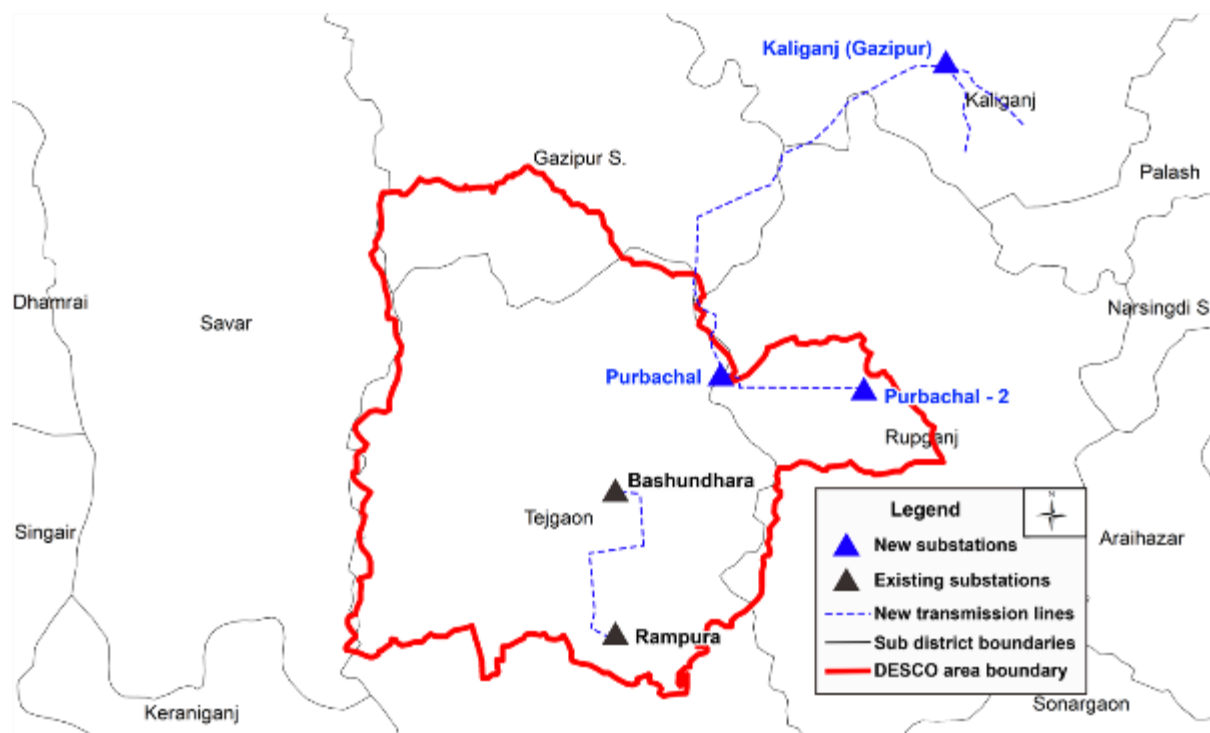 Kaliganj (Gazipur)
Kaliganj
Gazipur S.
Palash
Dhamrai
Savar
Narsingdi S
Purbachal
Purbachal - 2
Rupganj
Bashundhara
Tejgaon
Singair
Rampura
Legend
N
New substations
Existing substations
New transmission lines
Sub district boundaries
DESCO area boundary
Araihazar
Sonargaon
Keraniganj